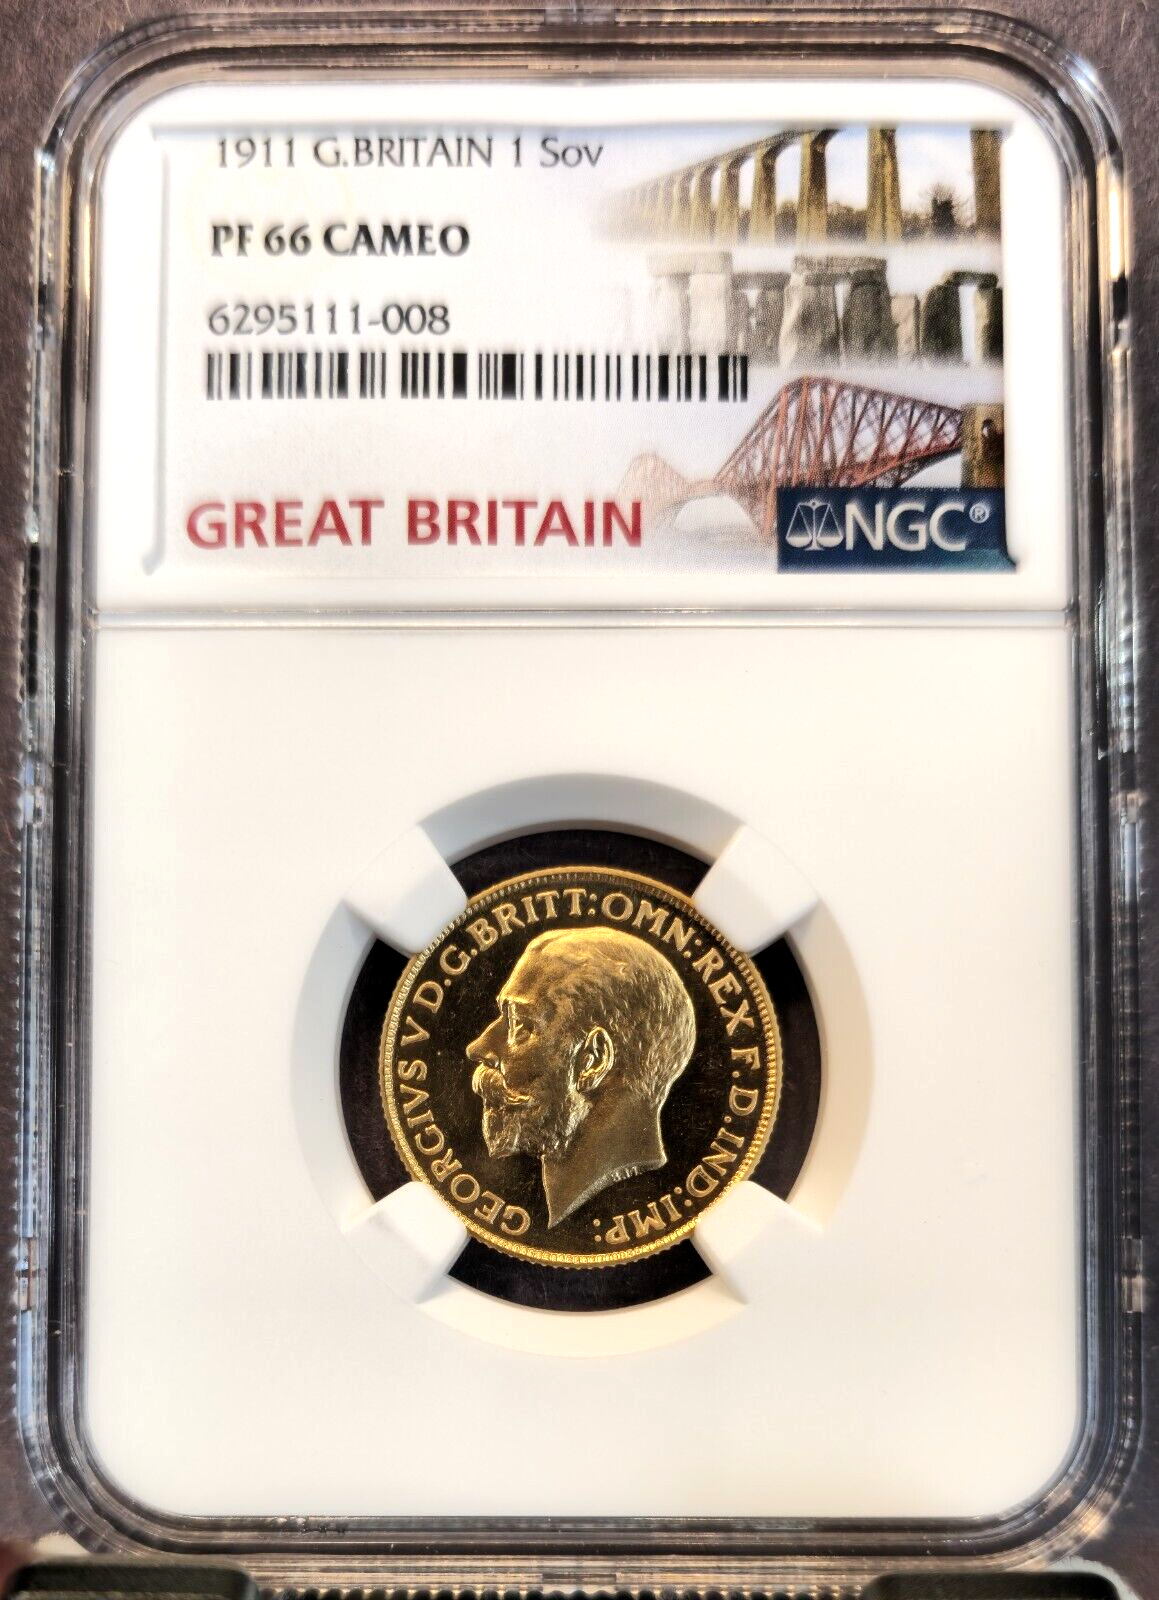 1911 G.BRITAIN 1 Sov
PF 66 CAMEO
6295111-008
GREAT BRITAIN
NGC®
GEORGIVS V D.G.BRITT:OMN:REX F.D.IND:IMP:
B.M.